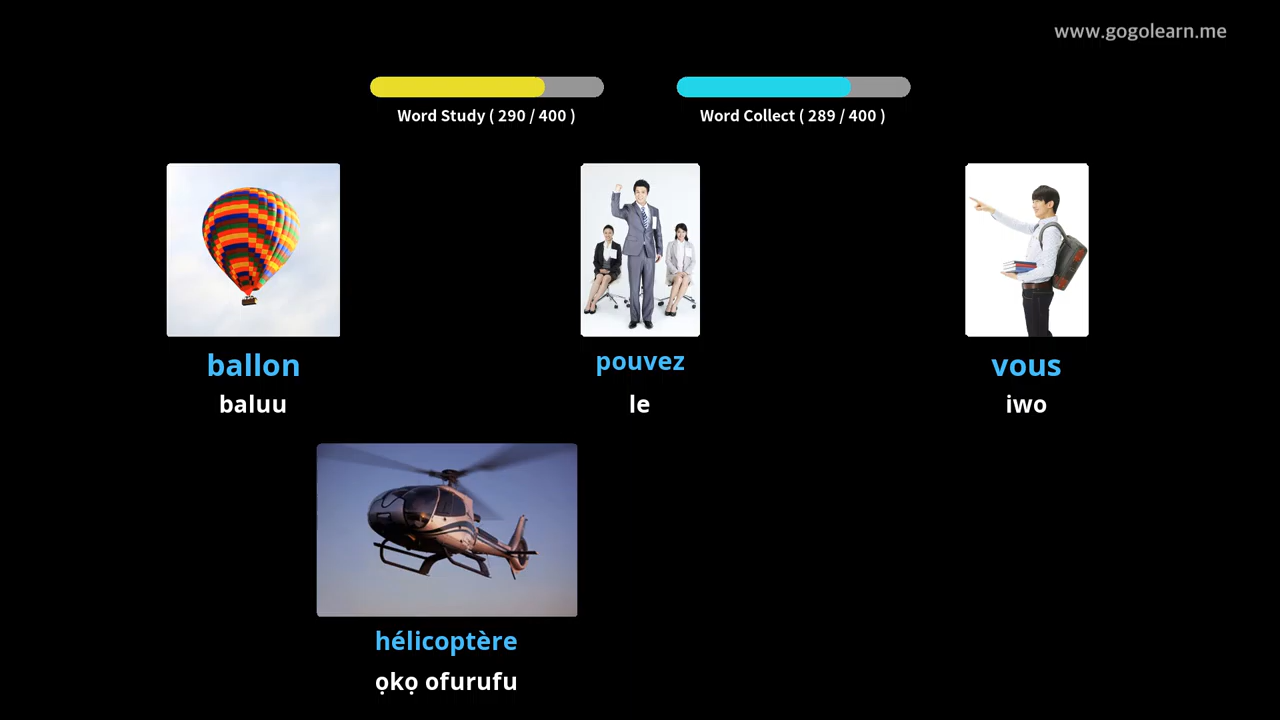 www.gogolearn.me
Word Study ( 290 / 400 )
Word Collect ( 289 / 400 )
ballon
baluu
pouvez
le
vous
iwo
hélicoptère
ọkọ ofurufu